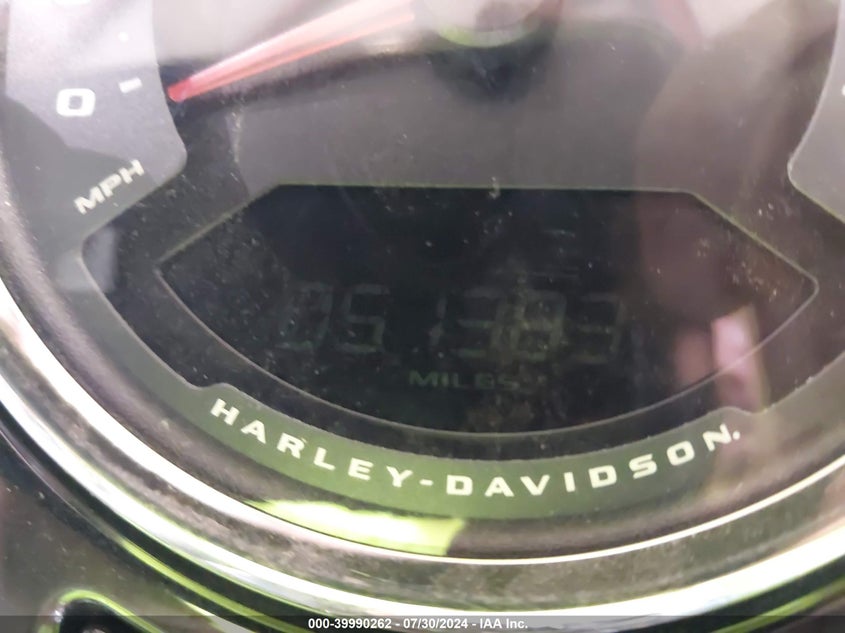 0
MPH
051383
MILES
HARLEY-DAVIDSON.
000-39990262 - 07/30/2024 - IAA Inc.